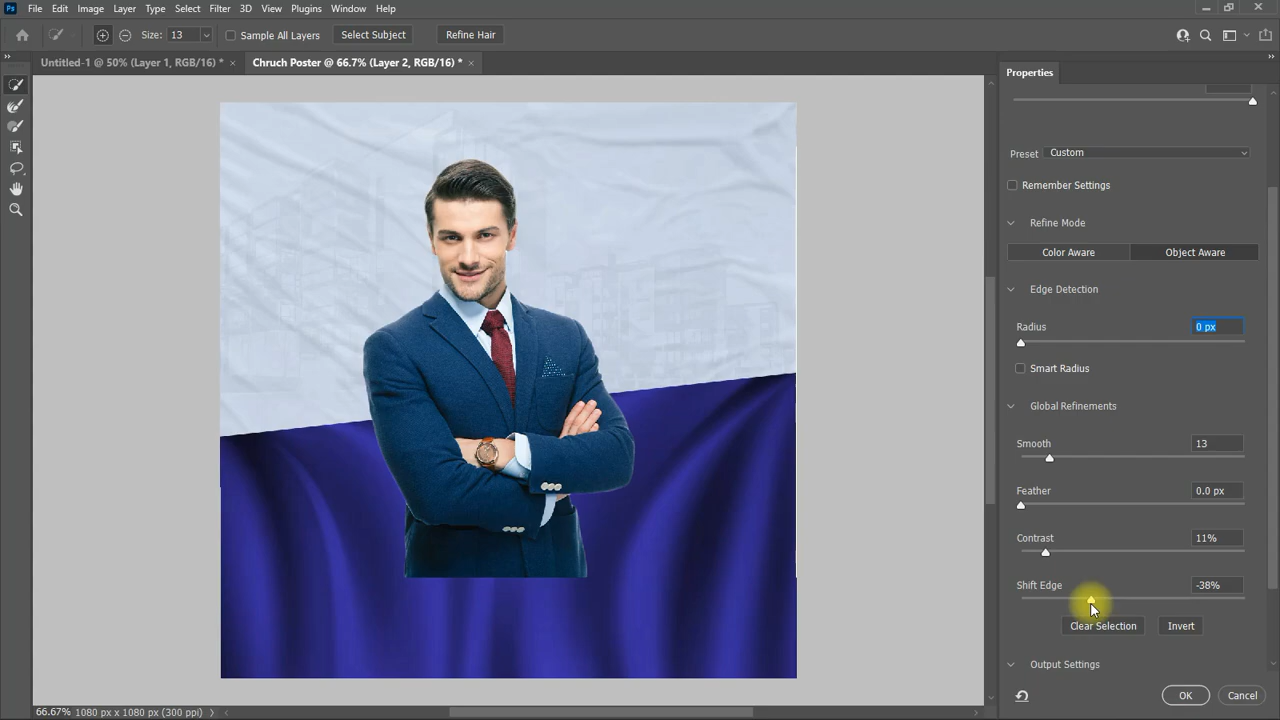 Ps File Edit Image Layer Type Select Filter 3D View Plugins Window Help
Size: 13 Sample All Layers Select Subject Refine Hair
Untitled-1 @ 50% (Layer 1, RGB/16) * × Chruch Poster @ 66.7% (Layer 2, RGB/16) * ×
Properties
Preset Custom
Remember Settings
Refine Mode
Color Aware Object Aware
Edge Detection
Radius 0 px
Smart Radius
Global Refinements
Smooth 13
Feather 0.0 px
Contrast 11%
Shift Edge -38%
Clear Selection Invert
Output Settings
OK Cancel
66.67% 1080 px x 1080 px (300 ppi)